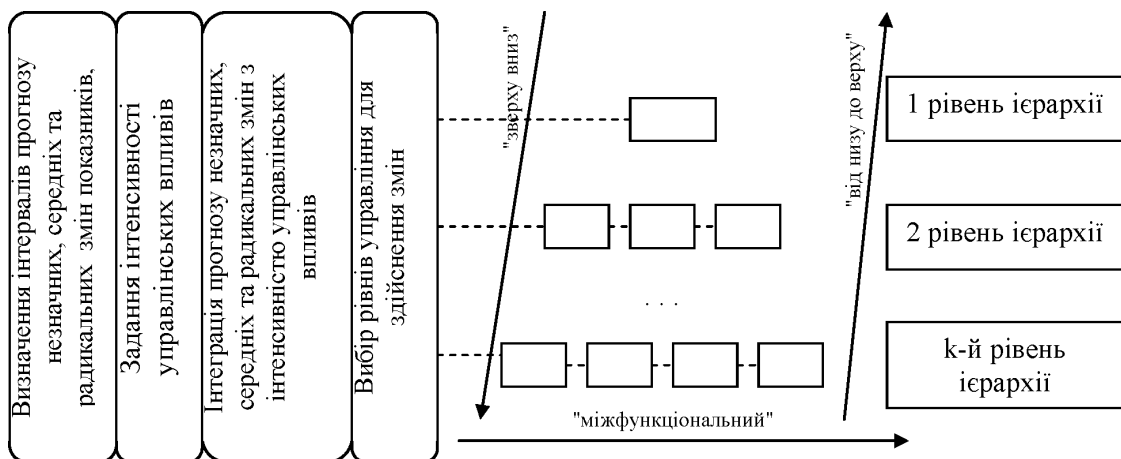 Визначення інтервалів прогнозу
незначних, середніх та
радикальних змін показників,
Задання інтенсивності
управлінських впливів
Інтеграція прогнозу незначних,
середніх та радикальних змін з
інтенсивністю управлінських
впливів
Вибір рівнів управління для
здійснення змін
"зверху вниз"
"від низу до верху"
1 рівень ієрархії
2 рівень ієрархії
. . .
k-й рівень
ієрархії
"міжфункціональний"